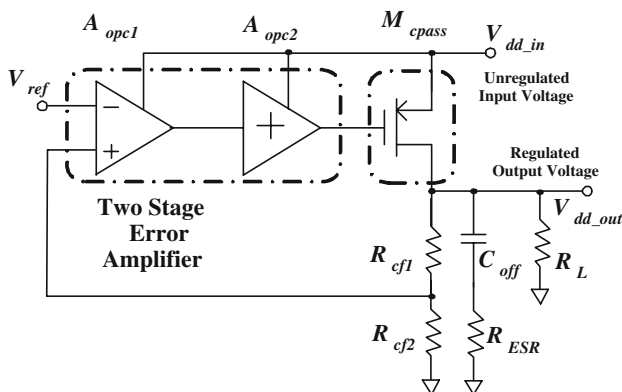 A opc1
A opc2
M cpass
V dd_in
V ref
−
+
+
Unregulated
Input Voltage
Regulated
Output Voltage
V dd_out
Two Stage
Error
Amplifier
R cf1
C off
R L
R cf2
R ESR